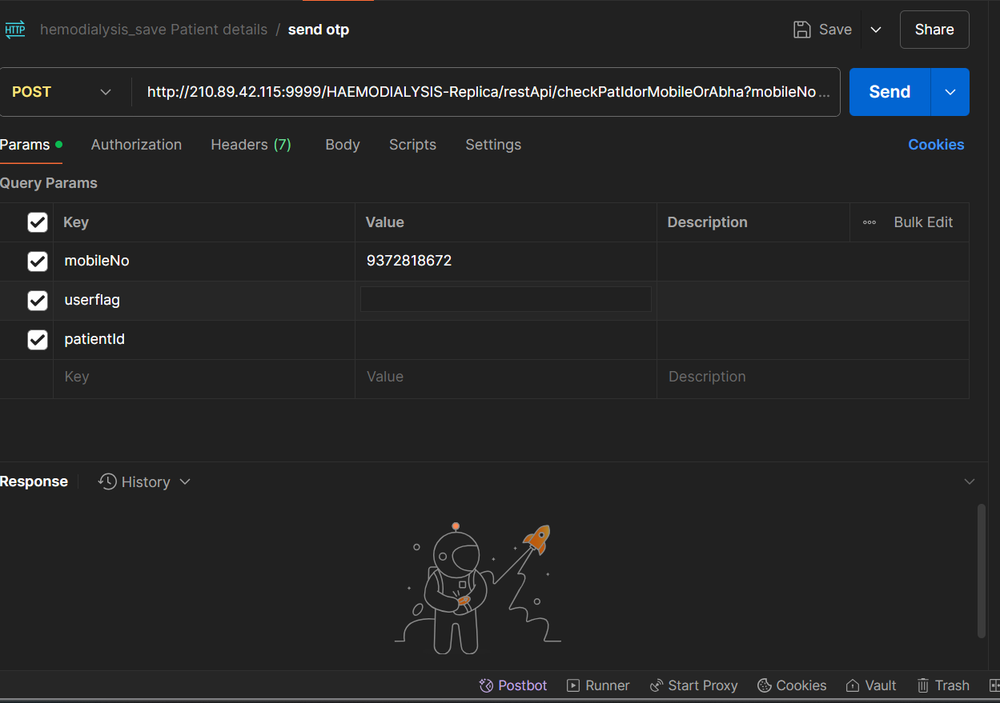 HTTP hemodialysis_save Patient details / send otp Save Share
POST http://210.89.42.115:9999/HAEMODIALYSIS-Replica/restApi/checkPatIdorMobileOrAbha?mobileNo... Send
Params Authorization Headers (7) Body Scripts Settings Cookies
Query Params
Key Value Description Bulk Edit
mobileNo 9372818672
userflag
patientId
Key Value Description
Response History
Postbot Runner Start Proxy Cookies Vault Trash